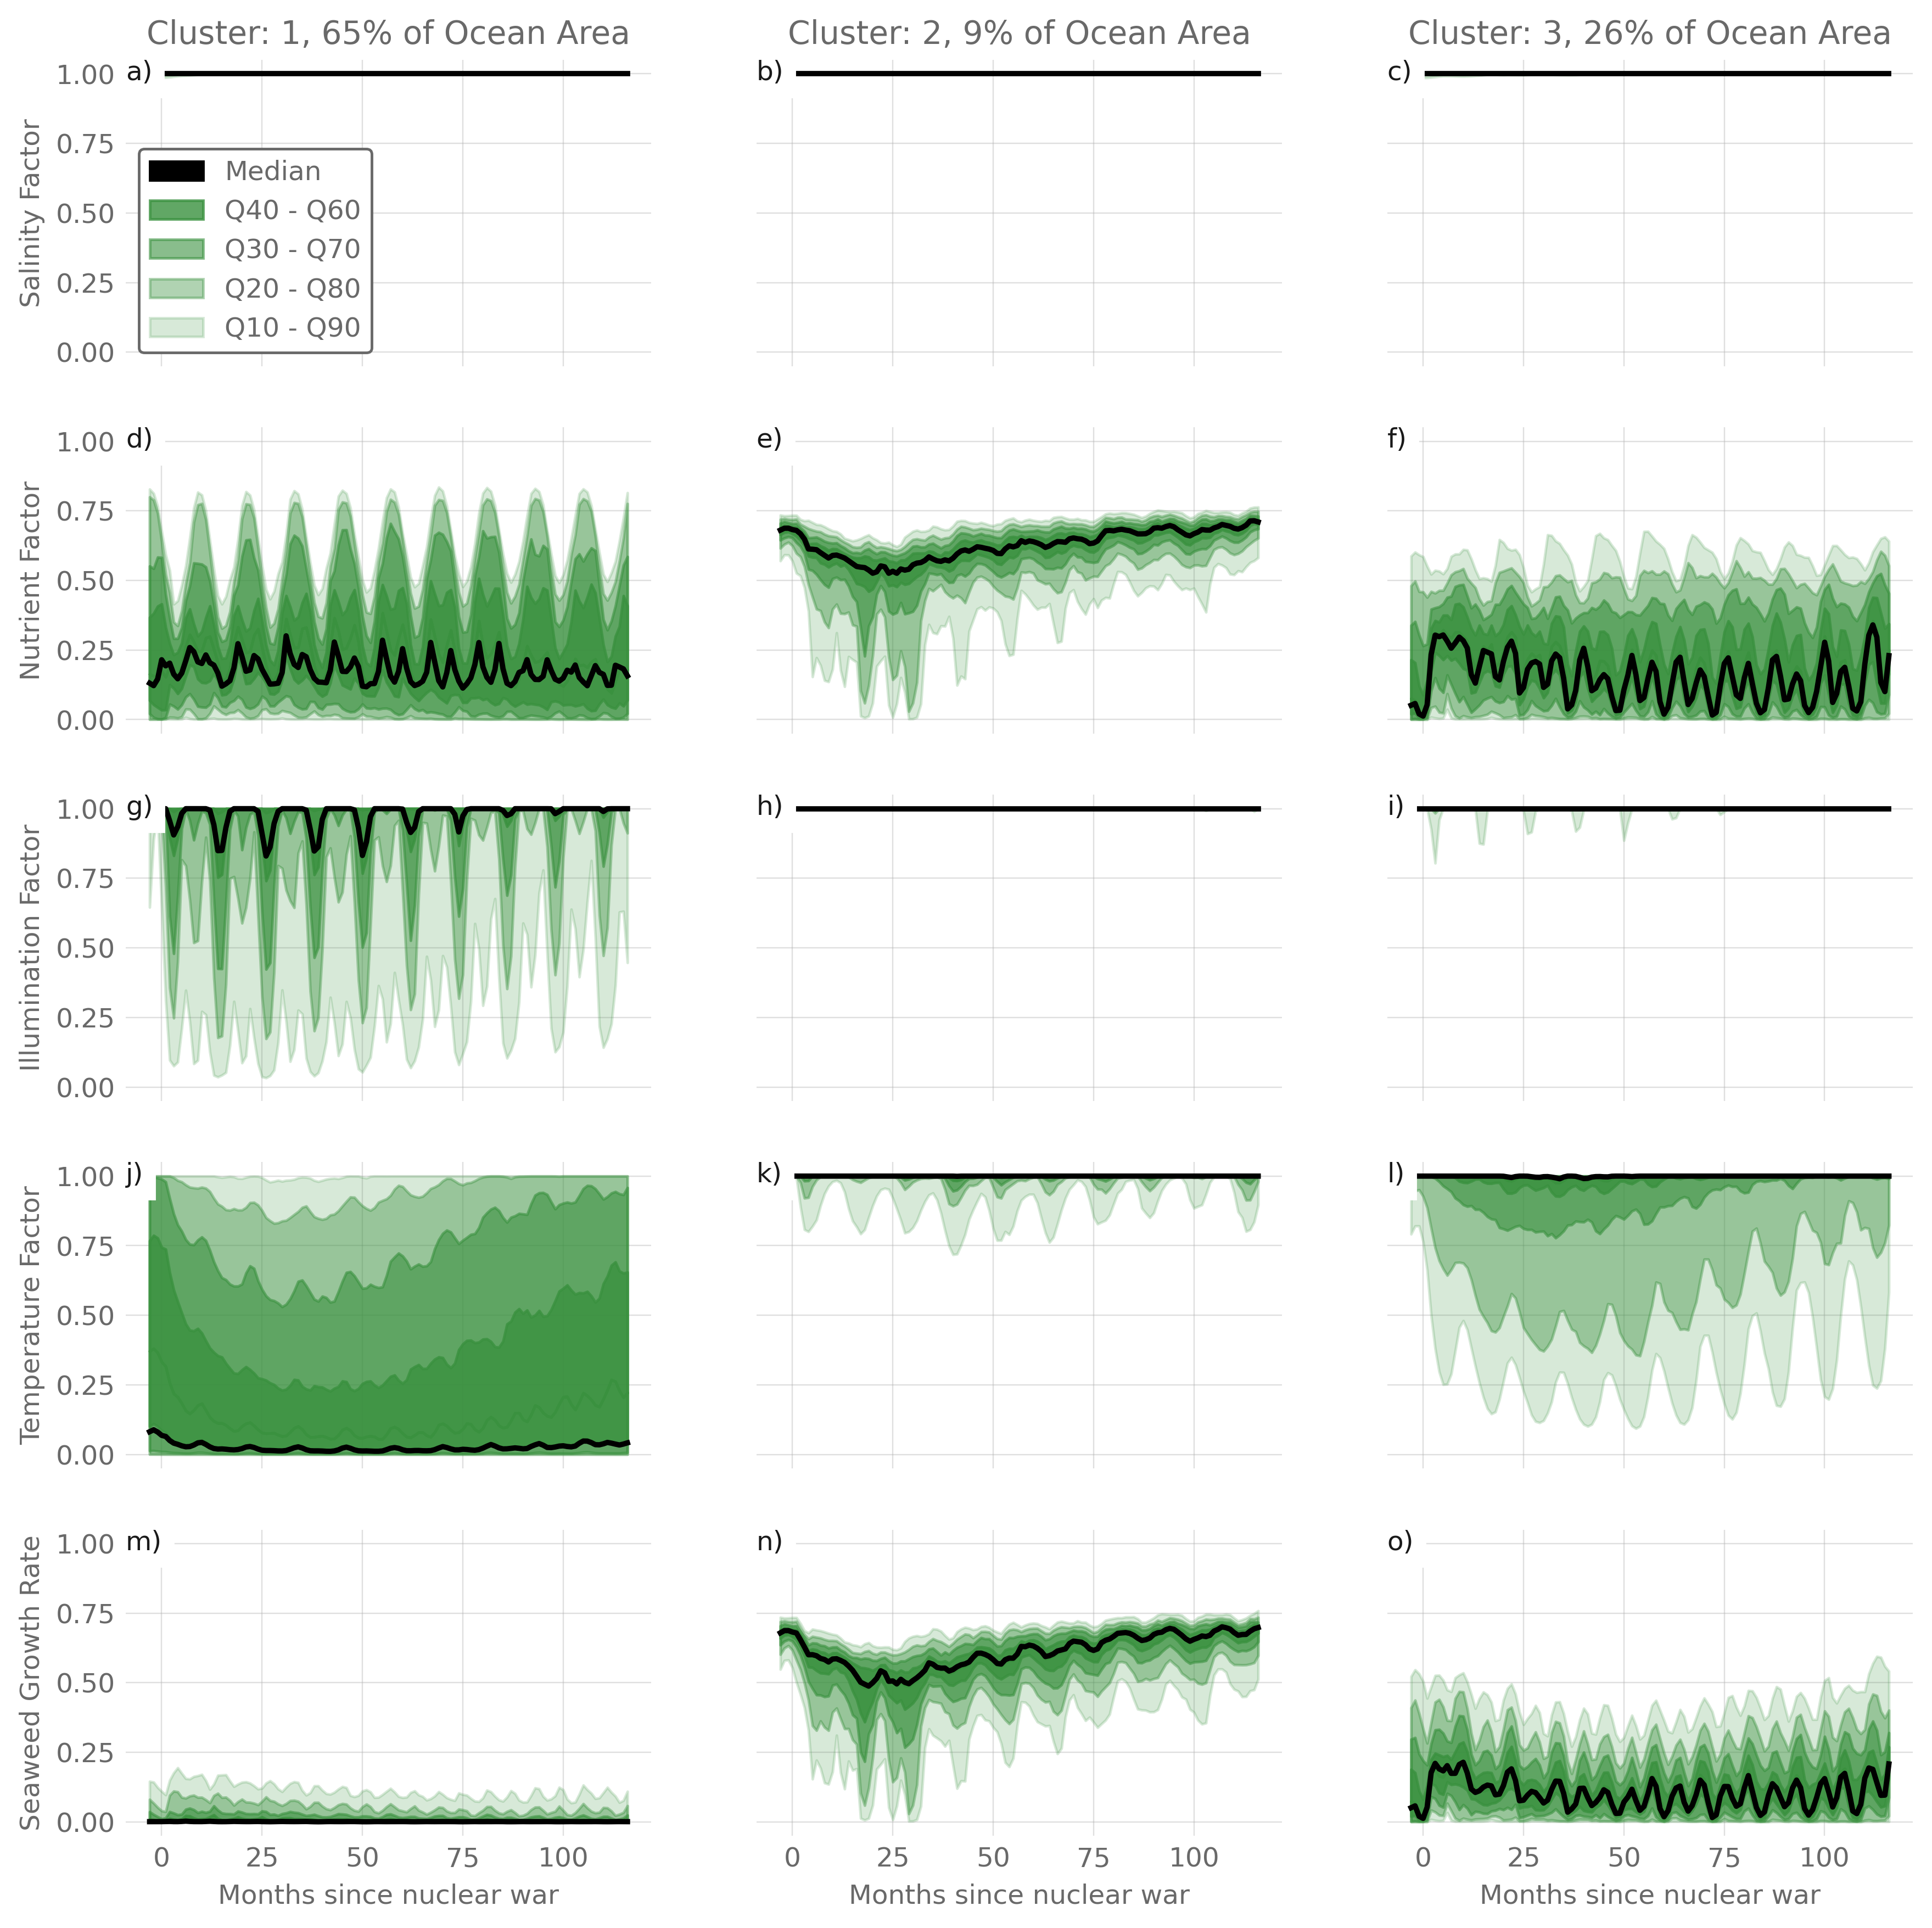 Cluster: 1, 65% of Ocean Area
Cluster: 2, 9% of Ocean Area
Cluster: 3, 26% of Ocean Area
a)
b)
c)
Salinity Factor
1.00
0.75
0.50
0.25
0.00
Median
Q40 - Q60
Q30 - Q70
Q20 - Q80
Q10 - Q90
d)
e)
f)
Nutrient Factor
1.00
0.75
0.50
0.25
0.00
g)
h)
i)
Illumination Factor
1.00
0.75
0.50
0.25
0.00
j)
k)
l)
Temperature Factor
1.00
0.75
0.50
0.25
0.00
m)
n)
o)
Seaweed Growth Rate
1.00
0.75
0.50
0.25
0.00
0 25 50 75 100
0 25 50 75 100
0 25 50 75 100
Months since nuclear war
Months since nuclear war
Months since nuclear war